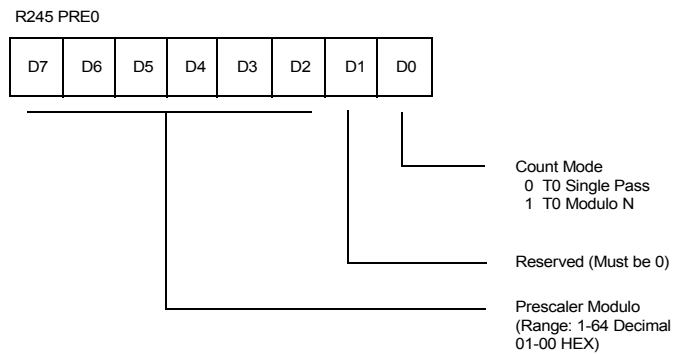 R245 PRE0
D7 D6 D5 D4 D3 D2 D1 D0
Count Mode
0 T0 Single Pass
1 T0 Modulo N
Reserved (Must be 0)
Prescaler Modulo
(Range: 1-64 Decimal
01-00 HEX)